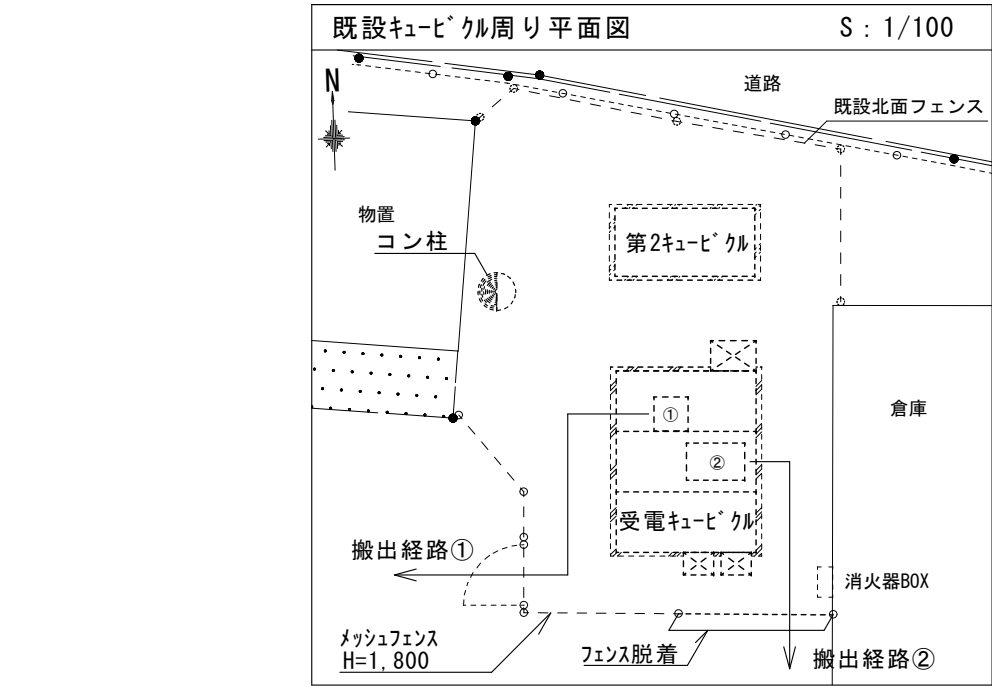 既設ｷｭｰﾋﾞｸﾙ周り平面図
S : 1/100
N
道路
既設北面フェンス
物置
コン柱
第2ｷｭｰﾋﾞｸﾙ
①
倉庫
②
受電ｷｭｰﾋﾞｸﾙ
搬出経路①
消火器BOX
ﾒｯｼｭﾌｪﾝｽ
H=1,800
ﾌｪﾝｽ脱着
搬出経路②